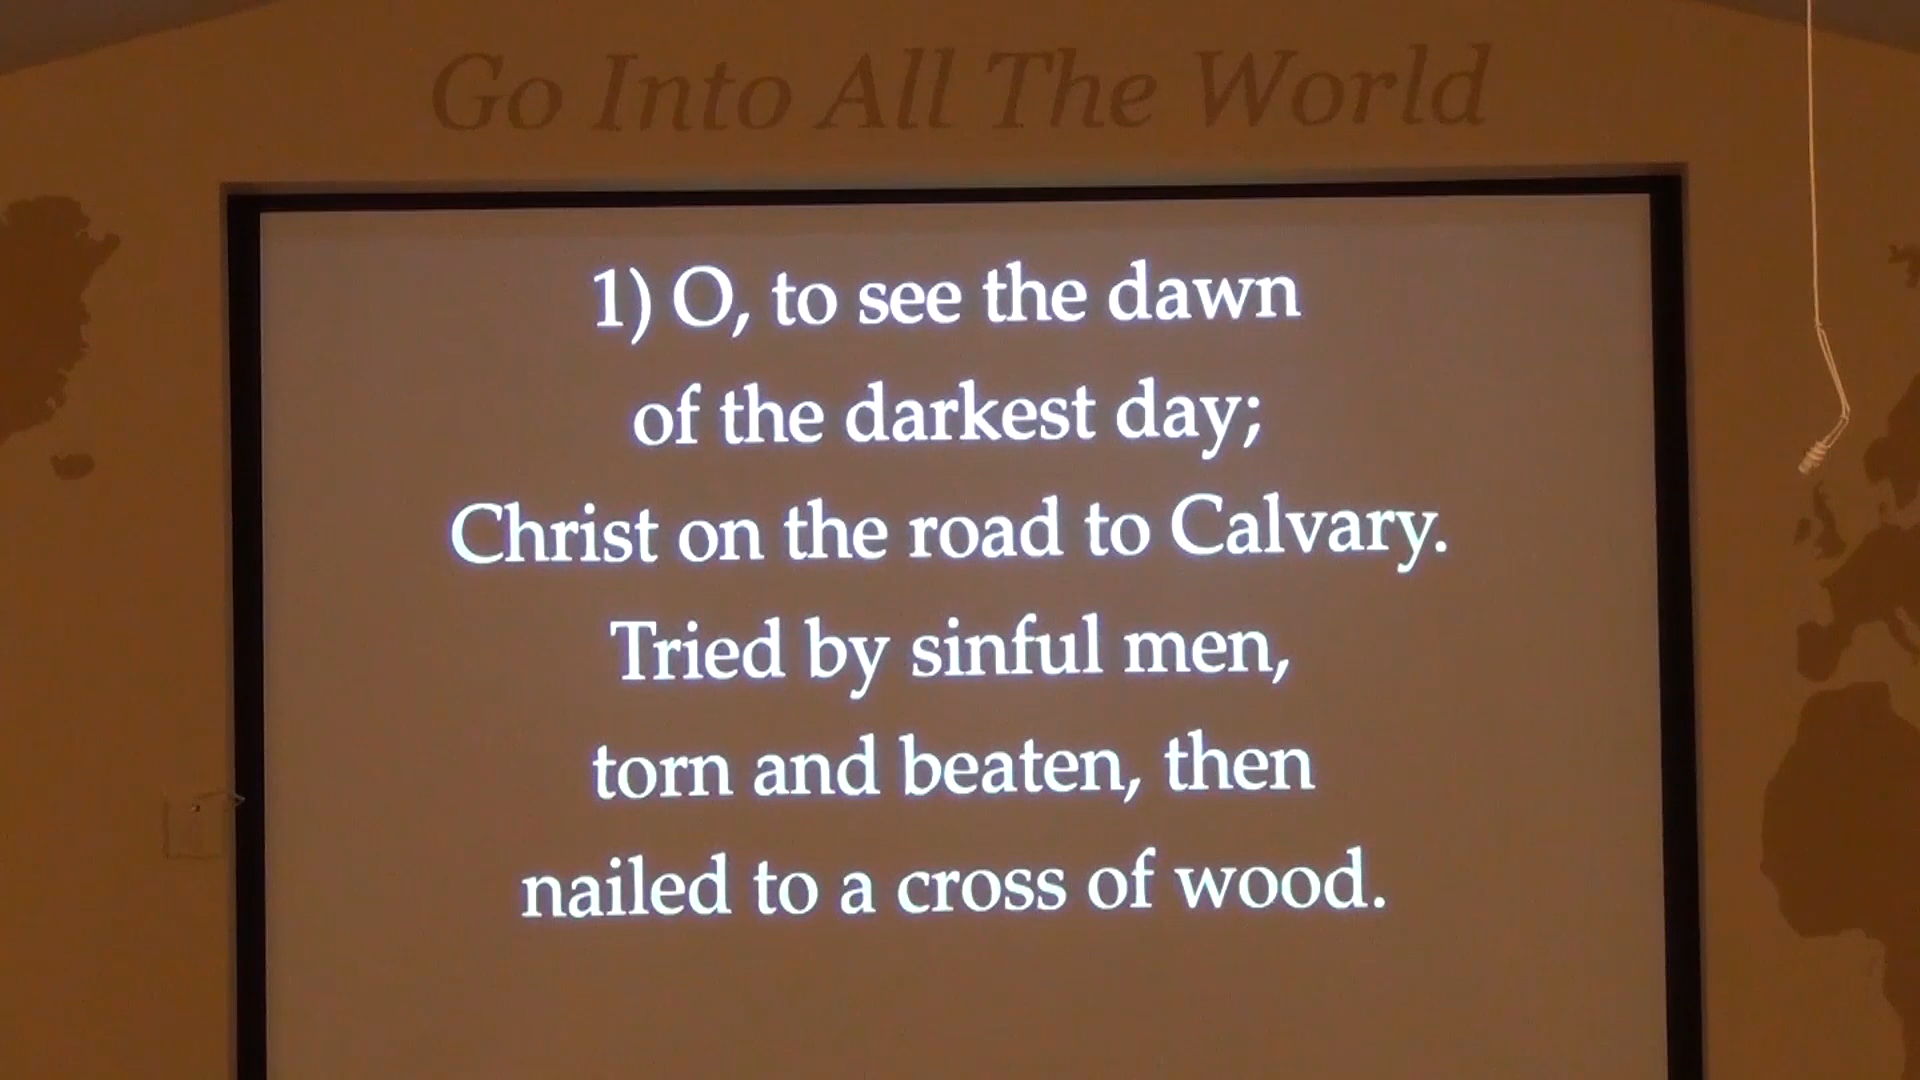 Go Into All The World
1) O, to see the dawn
of the darkest day;
Christ on the road to Calvary.
Tried by sinful men,
torn and beaten, then
nailed to a cross of wood.